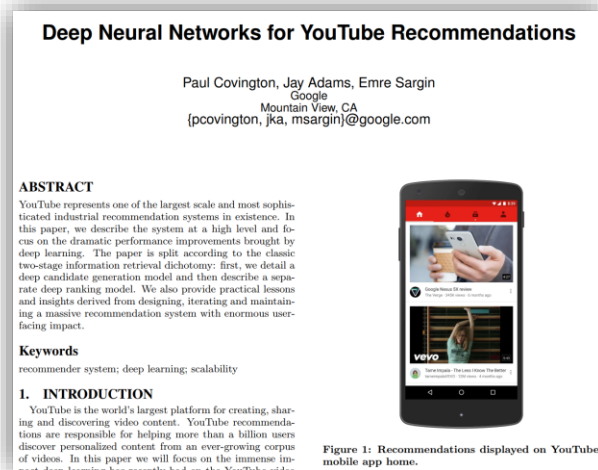 Deep Neural Networks for YouTube Recommendations
Paul Covington, Jay Adams, Emre Sargin
Google
Mountain View, CA
{pcovington, jka, msargin}@google.com
ABSTRACT
YouTube represents one of the largest scale and most sophis-
ticated industrial recommendation systems in existence. In
this paper, we describe the system at a high level and fo-
cus on the dramatic performance improvements brought by
deep learning. The paper is split according to the classic
two-stage information retrieval dichotomy: first, we detail a
deep candidate generation model and then describe a sepa-
rate deep ranking model. We also provide practical lessons
and insights derived from designing, iterating and maintain-
ing a massive recommendation system with enormous user-
facing impact.
Keywords
recommender system; deep learning; scalability
1. INTRODUCTION
YouTube is the world's largest platform for creating, shar-
ing and discovering video content. YouTube recommenda-
tions are responsible for helping more than a billion users
discover personalized content from an ever-growing corpus
of videos. In this paper we will focus on the immense im-
Google Nexus 5X review
vevo
Tame Impala - The Less I Know The Better
Figure 1: Recommendations displayed on YouTube
mobile app home.